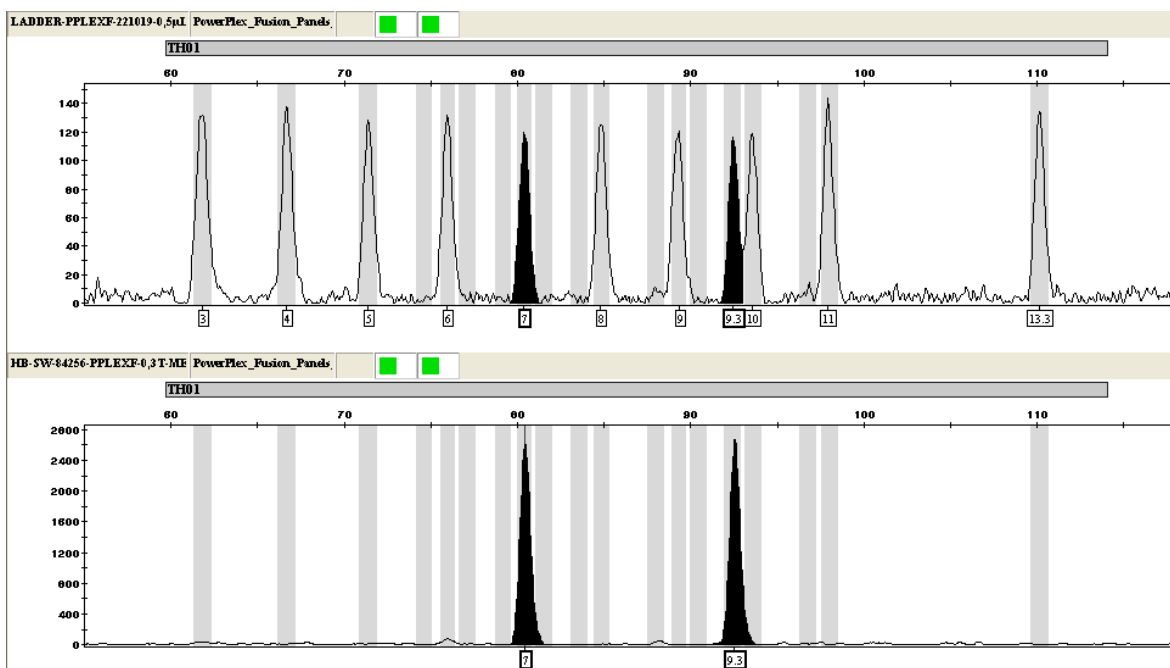 LADDER-PPLEXF-221019-0,5µL PowerPlex_Fusion_Panels_
TH01
60 70 80 90 100 110
140
120
100
80
60
40
20
0
3 4 5 6 7 8 9 9.3 10 11 13.3
HB-SW-84256-PPLEXF-0,3T-ME PowerPlex_Fusion_Panels_
TH01
60 70 80 90 100 110
2800
2400
2000
1600
1200
800
400
0
7 9.3